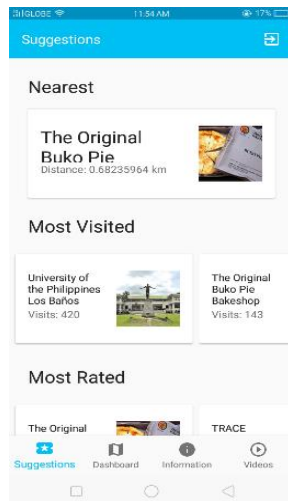 GLOBE
11:54 AM
17%
Suggestions
Nearest
The Original
Buko Pie
Distance: 0.68235964 km
Most Visited
University of
the Philippines
Los Baños
Visits: 420
The Original
Buko Pie
Bakeshop
Visits: 143
Most Rated
The Original
TRACE
Suggestions
Dashboard
Information
Videos